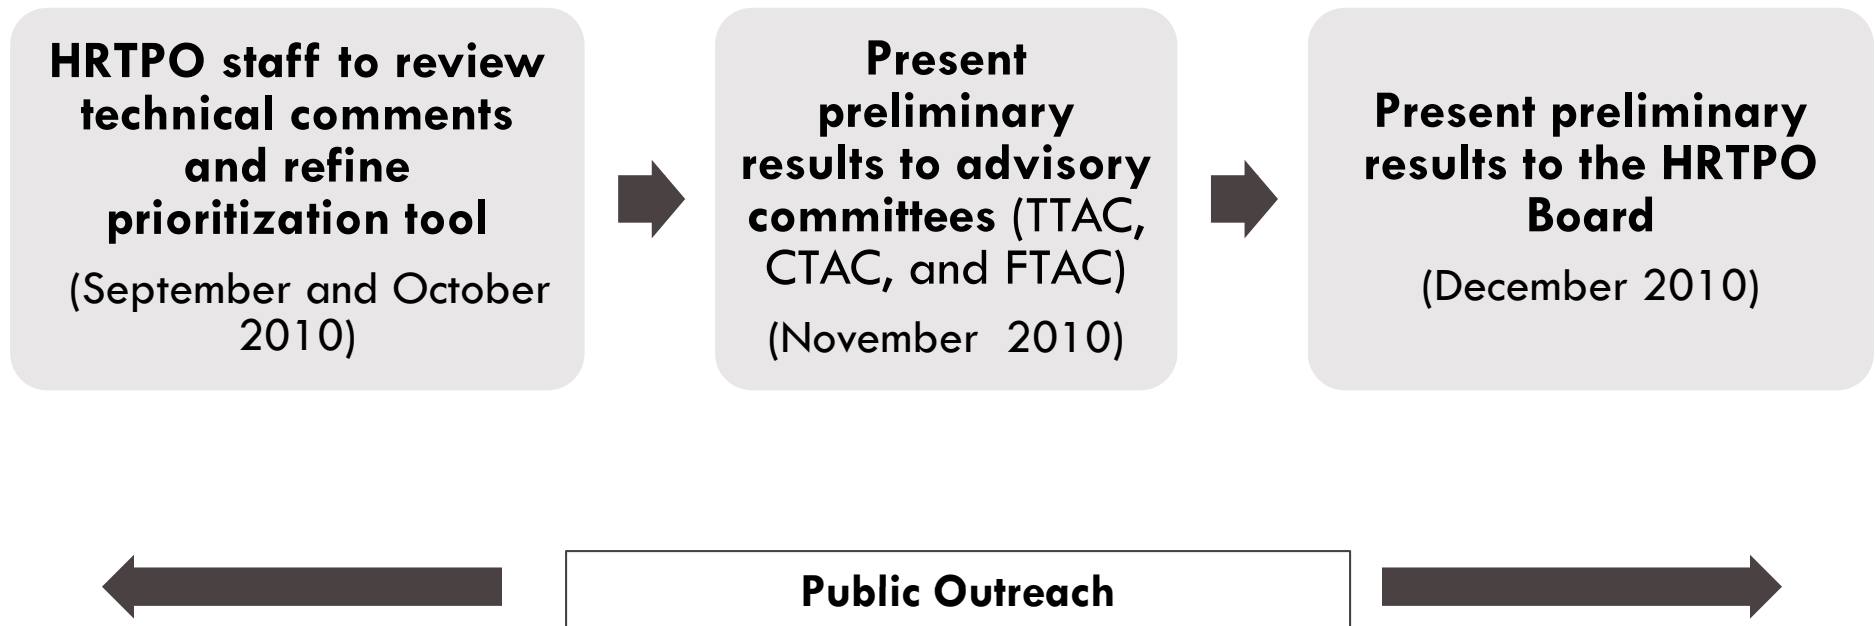 HRTPO staff to review
technical comments
and refine
prioritization tool
(September and October
2010)
Present
preliminary
results to advisory
committees (TTAC,
CTAC, and FTAC)
(November 2010)
Present preliminary
results to the HRTPO
Board
(December 2010)
Public Outreach